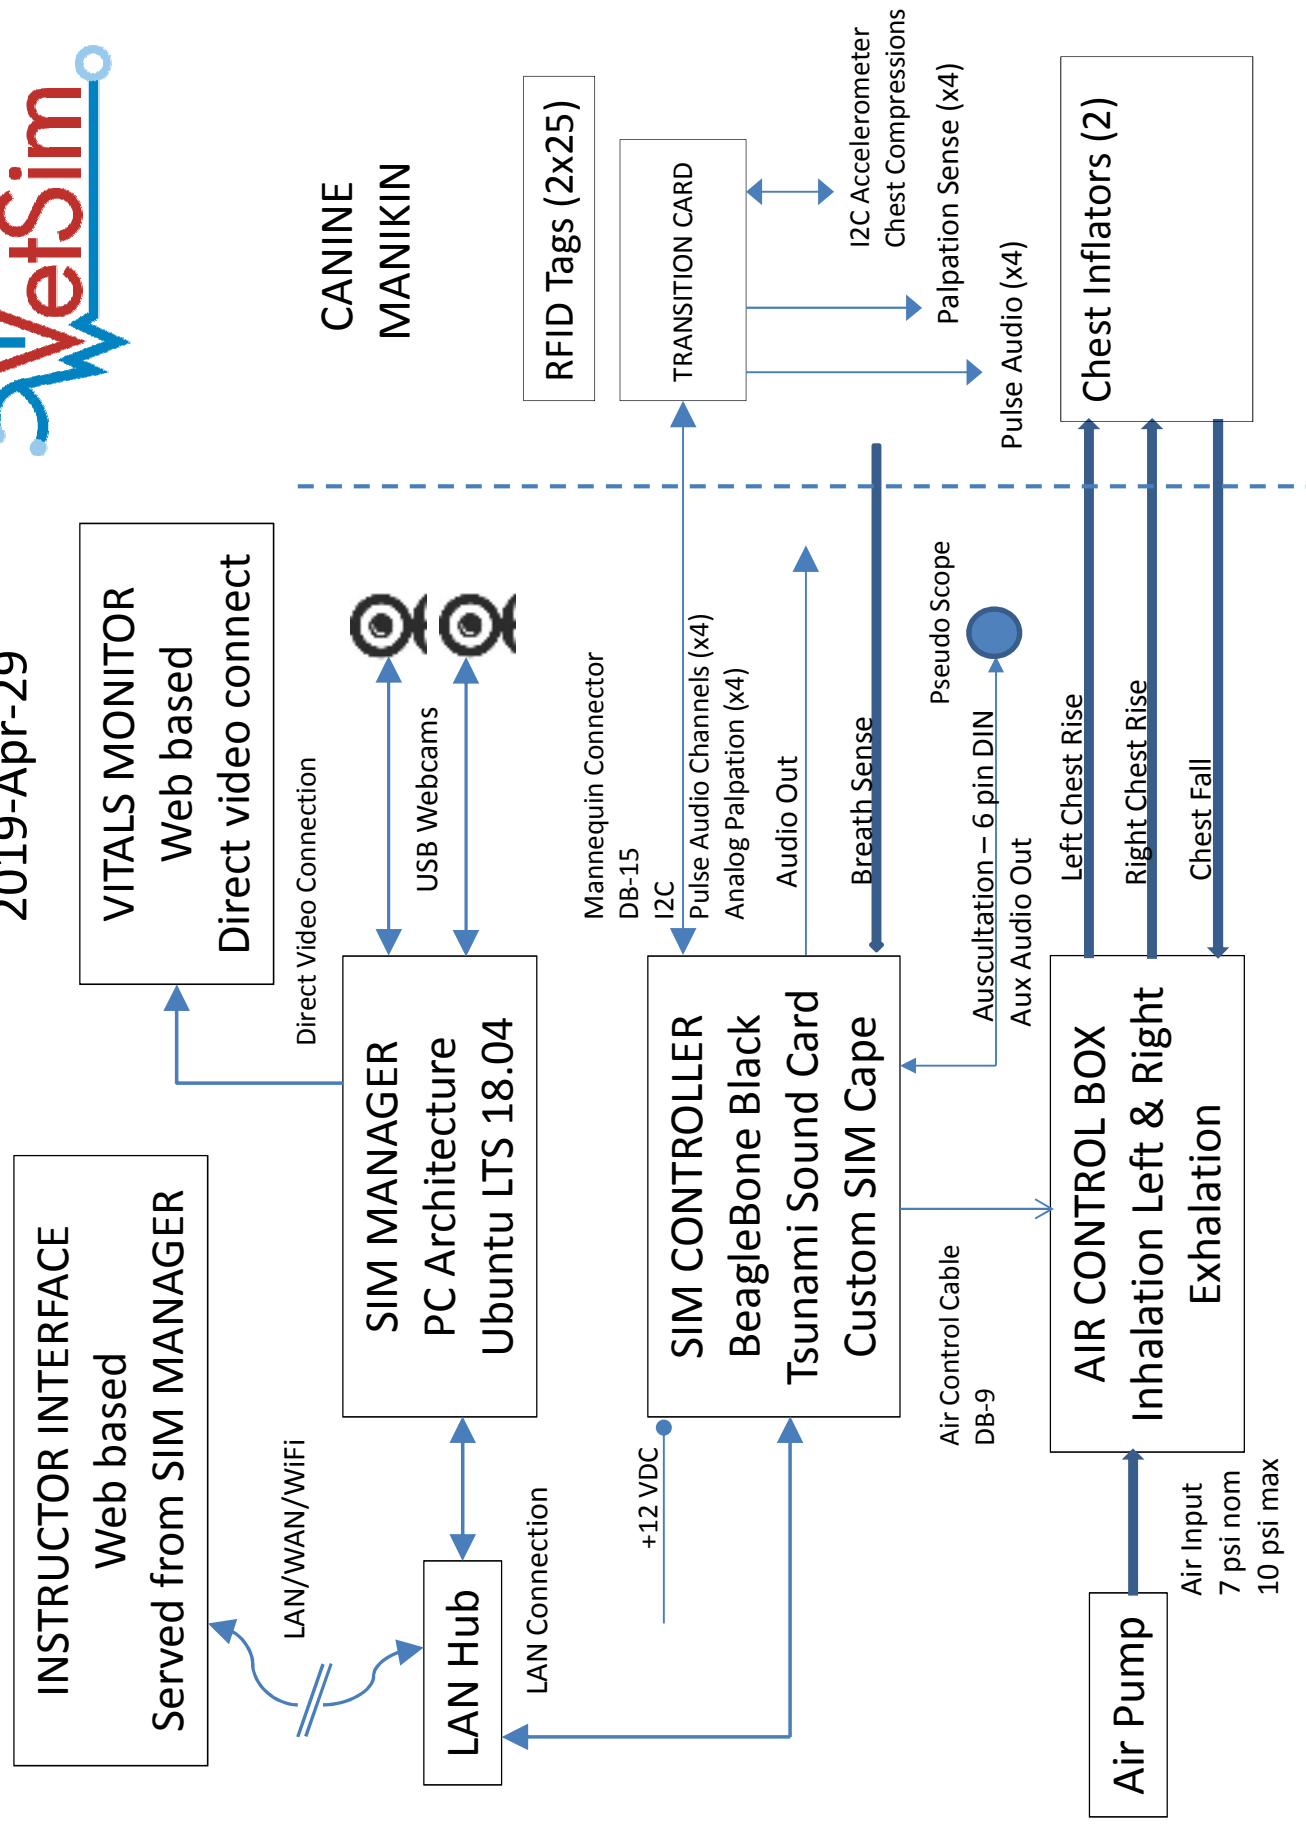 VetSim
2019-Apr-29
INSTRUCTOR INTERFACE
Web based
Served from SIM MANAGER
VITALS MONITOR
Web based
Direct video connect
LAN/WAN/WiFi
Direct Video Connection
SIM MANAGER
PC Architecture
Ubuntu LTS 18.04
USB Webcams
CANINE
MANIKIN
LAN Hub
LAN Connection
RFID Tags (2x25)
+12 VDC
SIM CONTROLLER
BeagleBone Black
Tsunami Sound Card
Custom SIM Cape
Mannequin Connector
DB-15
I2C
Pulse Audio Channels (x4)
Analog Palpation (x4)
TRANSITION CARD
Audio Out
Breath Sense
I2C Accelerometer
Chest Compressions
Palpation Sense (x4)
Pulse Audio (x4)
Pseudo Scope
Auscultation – 6 pin DIN
Aux Audio Out
Air Control Cable
DB-9
AIR CONTROL BOX
Inhalation Left & Right
Exhalation
Left Chest Rise
Right Chest Rise
Chest Fall
Chest Inflators (2)
Air Pump
Air Input
7 psi nom
10 psi max